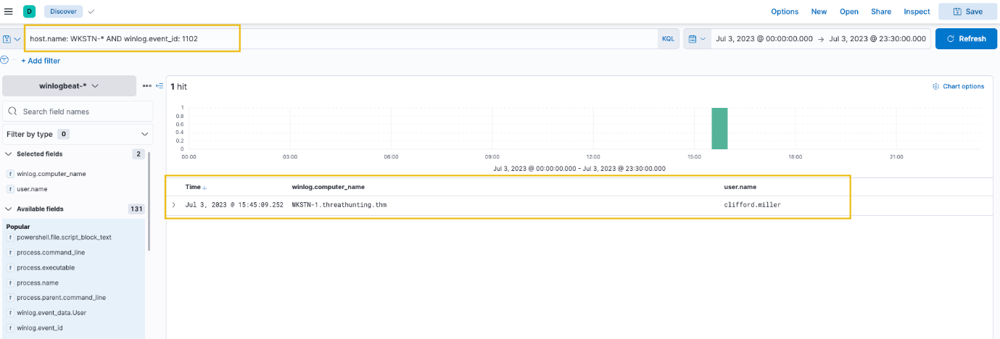 D Discover Options New Open Share Inspect Save
host.name: WKSTN-* AND winlog.event_id: 1102 KQL Jul 3, 2023 @ 00:00:00.000 → Jul 3, 2023 @ 23:30:00.000 Refresh
+ Add filter
winlogbeat-*
1 hit Chart options
Search field names
Filter by type 0
Selected fields 2
t winlog.computer_name
t user.name
Available fields 131
Popular
t powershell.file.script_block_text
t process.command_line
t process.executable
t process.name
t process.parent.command_line
t winlog.event_data.User
t winlog.event_id
1
0.8
0.6
0.4
0.2
0
00:00 03:00 06:00 09:00 12:00 15:00 18:00 21:00
Jul 3, 2023 @ 00:00:00.000 - Jul 3, 2023 @ 23:30:00.000
Time ↓ winlog.computer_name user.name
Jul 3, 2023 @ 15:45:09.252 WKSTN-1.threathunting.thm clifford.miller